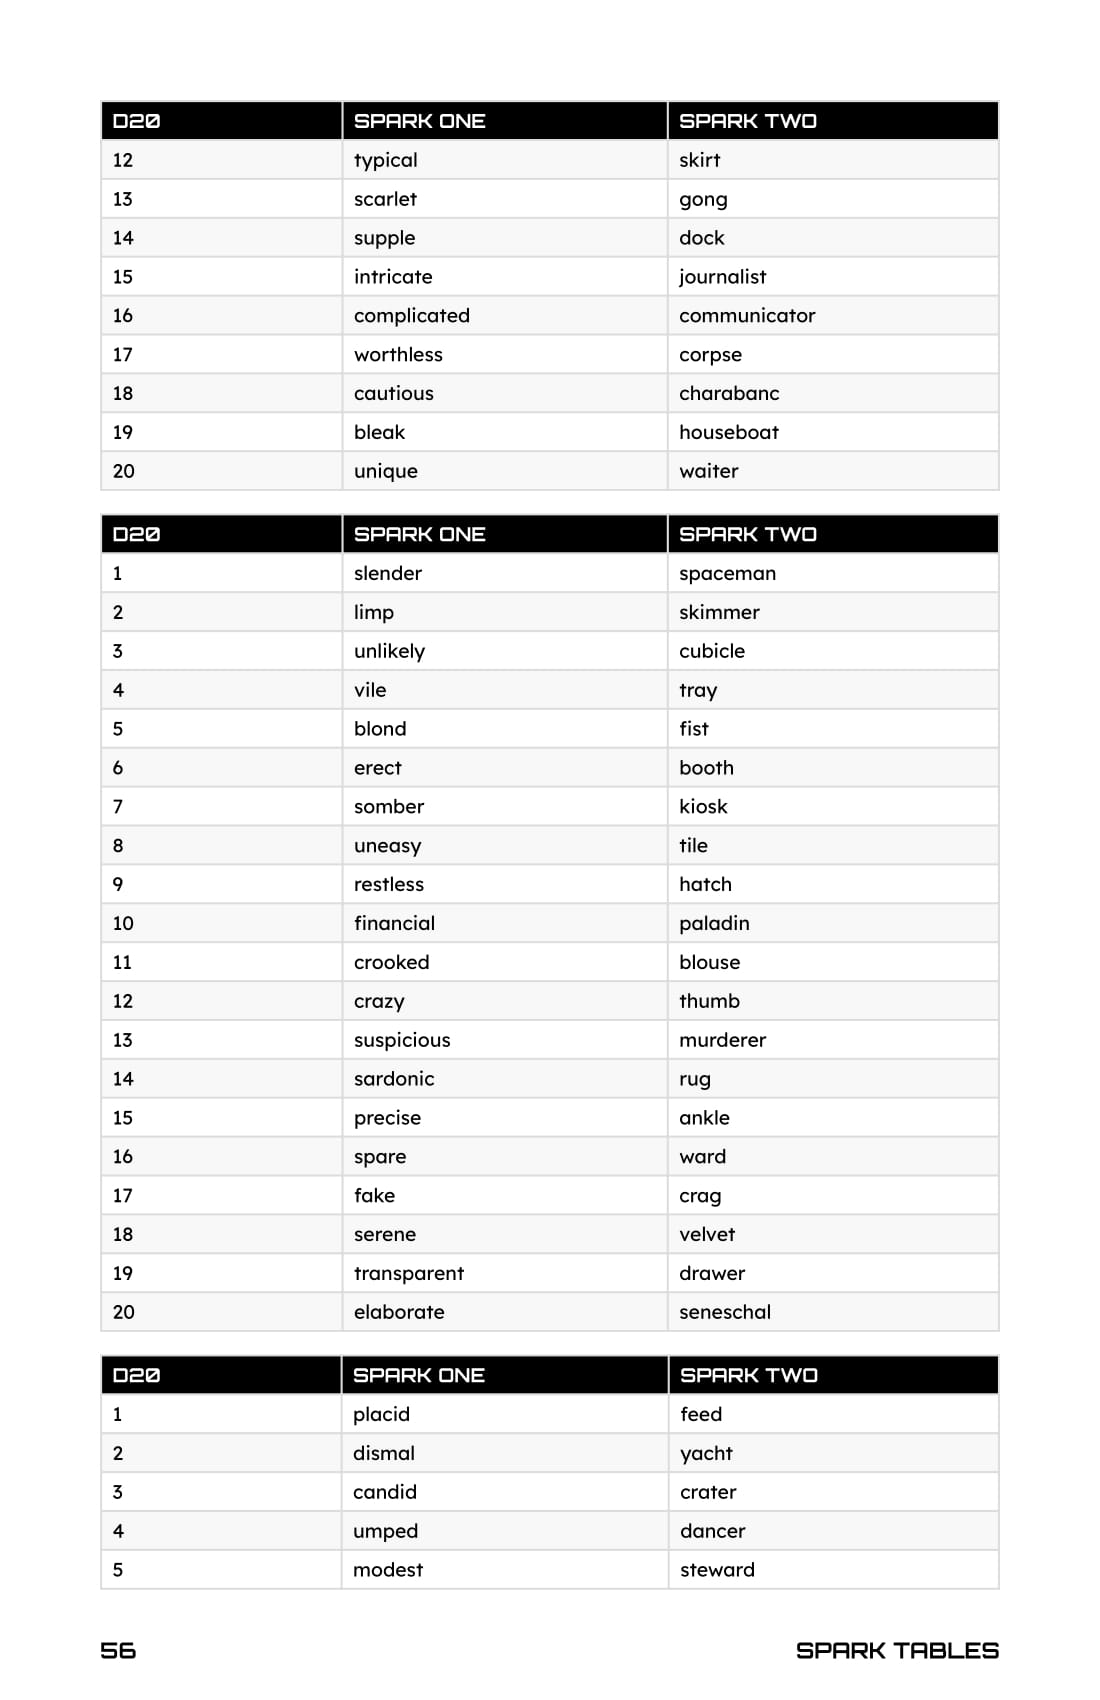 D20 SPARK ONE SPARK TWO
12 typical skirt
13 scarlet gong
14 supple dock
15 intricate journalist
16 complicated communicator
17 worthless corpse
18 cautious charabanc
19 bleak houseboat
20 unique waiter
D20 SPARK ONE SPARK TWO
1 slender spaceman
2 limp skimmer
3 unlikely cubicle
4 vile tray
5 blond fist
6 erect booth
7 somber kiosk
8 uneasy tile
9 restless hatch
10 financial paladin
11 crooked blouse
12 crazy thumb
13 suspicious murderer
14 sardonic rug
15 precise ankle
16 spare ward
17 fake crag
18 serene velvet
19 transparent drawer
20 elaborate seneschal
D20 SPARK ONE SPARK TWO
1 placid feed
2 dismal yacht
3 candid crater
4 umped dancer
5 modest steward
56 SPARK TABLES